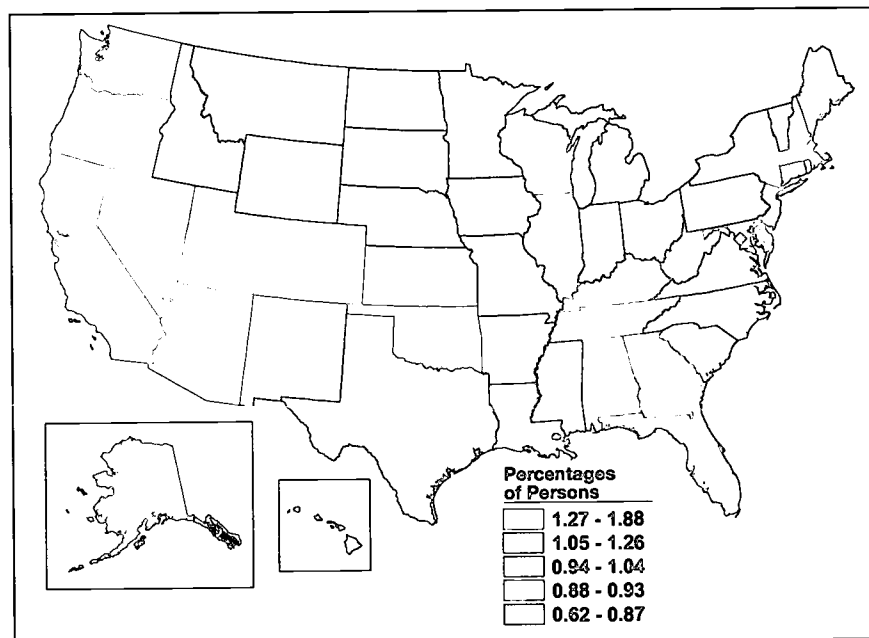 Percentages
of Persons
1.27 - 1.88
1.05 - 1.26
0.94 - 1.04
0.88 - 0.93
0.62 - 0.87